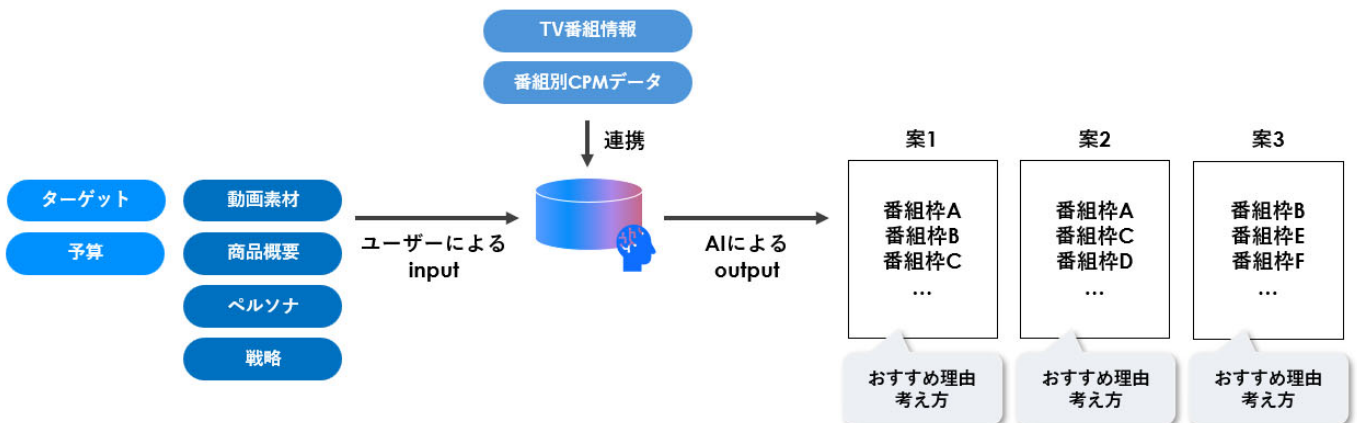 TV番組情報
番組別CPMデータ
連携
ターゲット
予算
動画素材
商品概要
ペルソナ
戦略
ユーザーによる
input
AIによる
output
案1
番組枠A
番組枠B
番組枠C
…
おすすめ理由
考え方
案2
番組枠A
番組枠C
番組枠D
…
おすすめ理由
考え方
案3
番組枠B
番組枠E
番組枠F
…
おすすめ理由
考え方